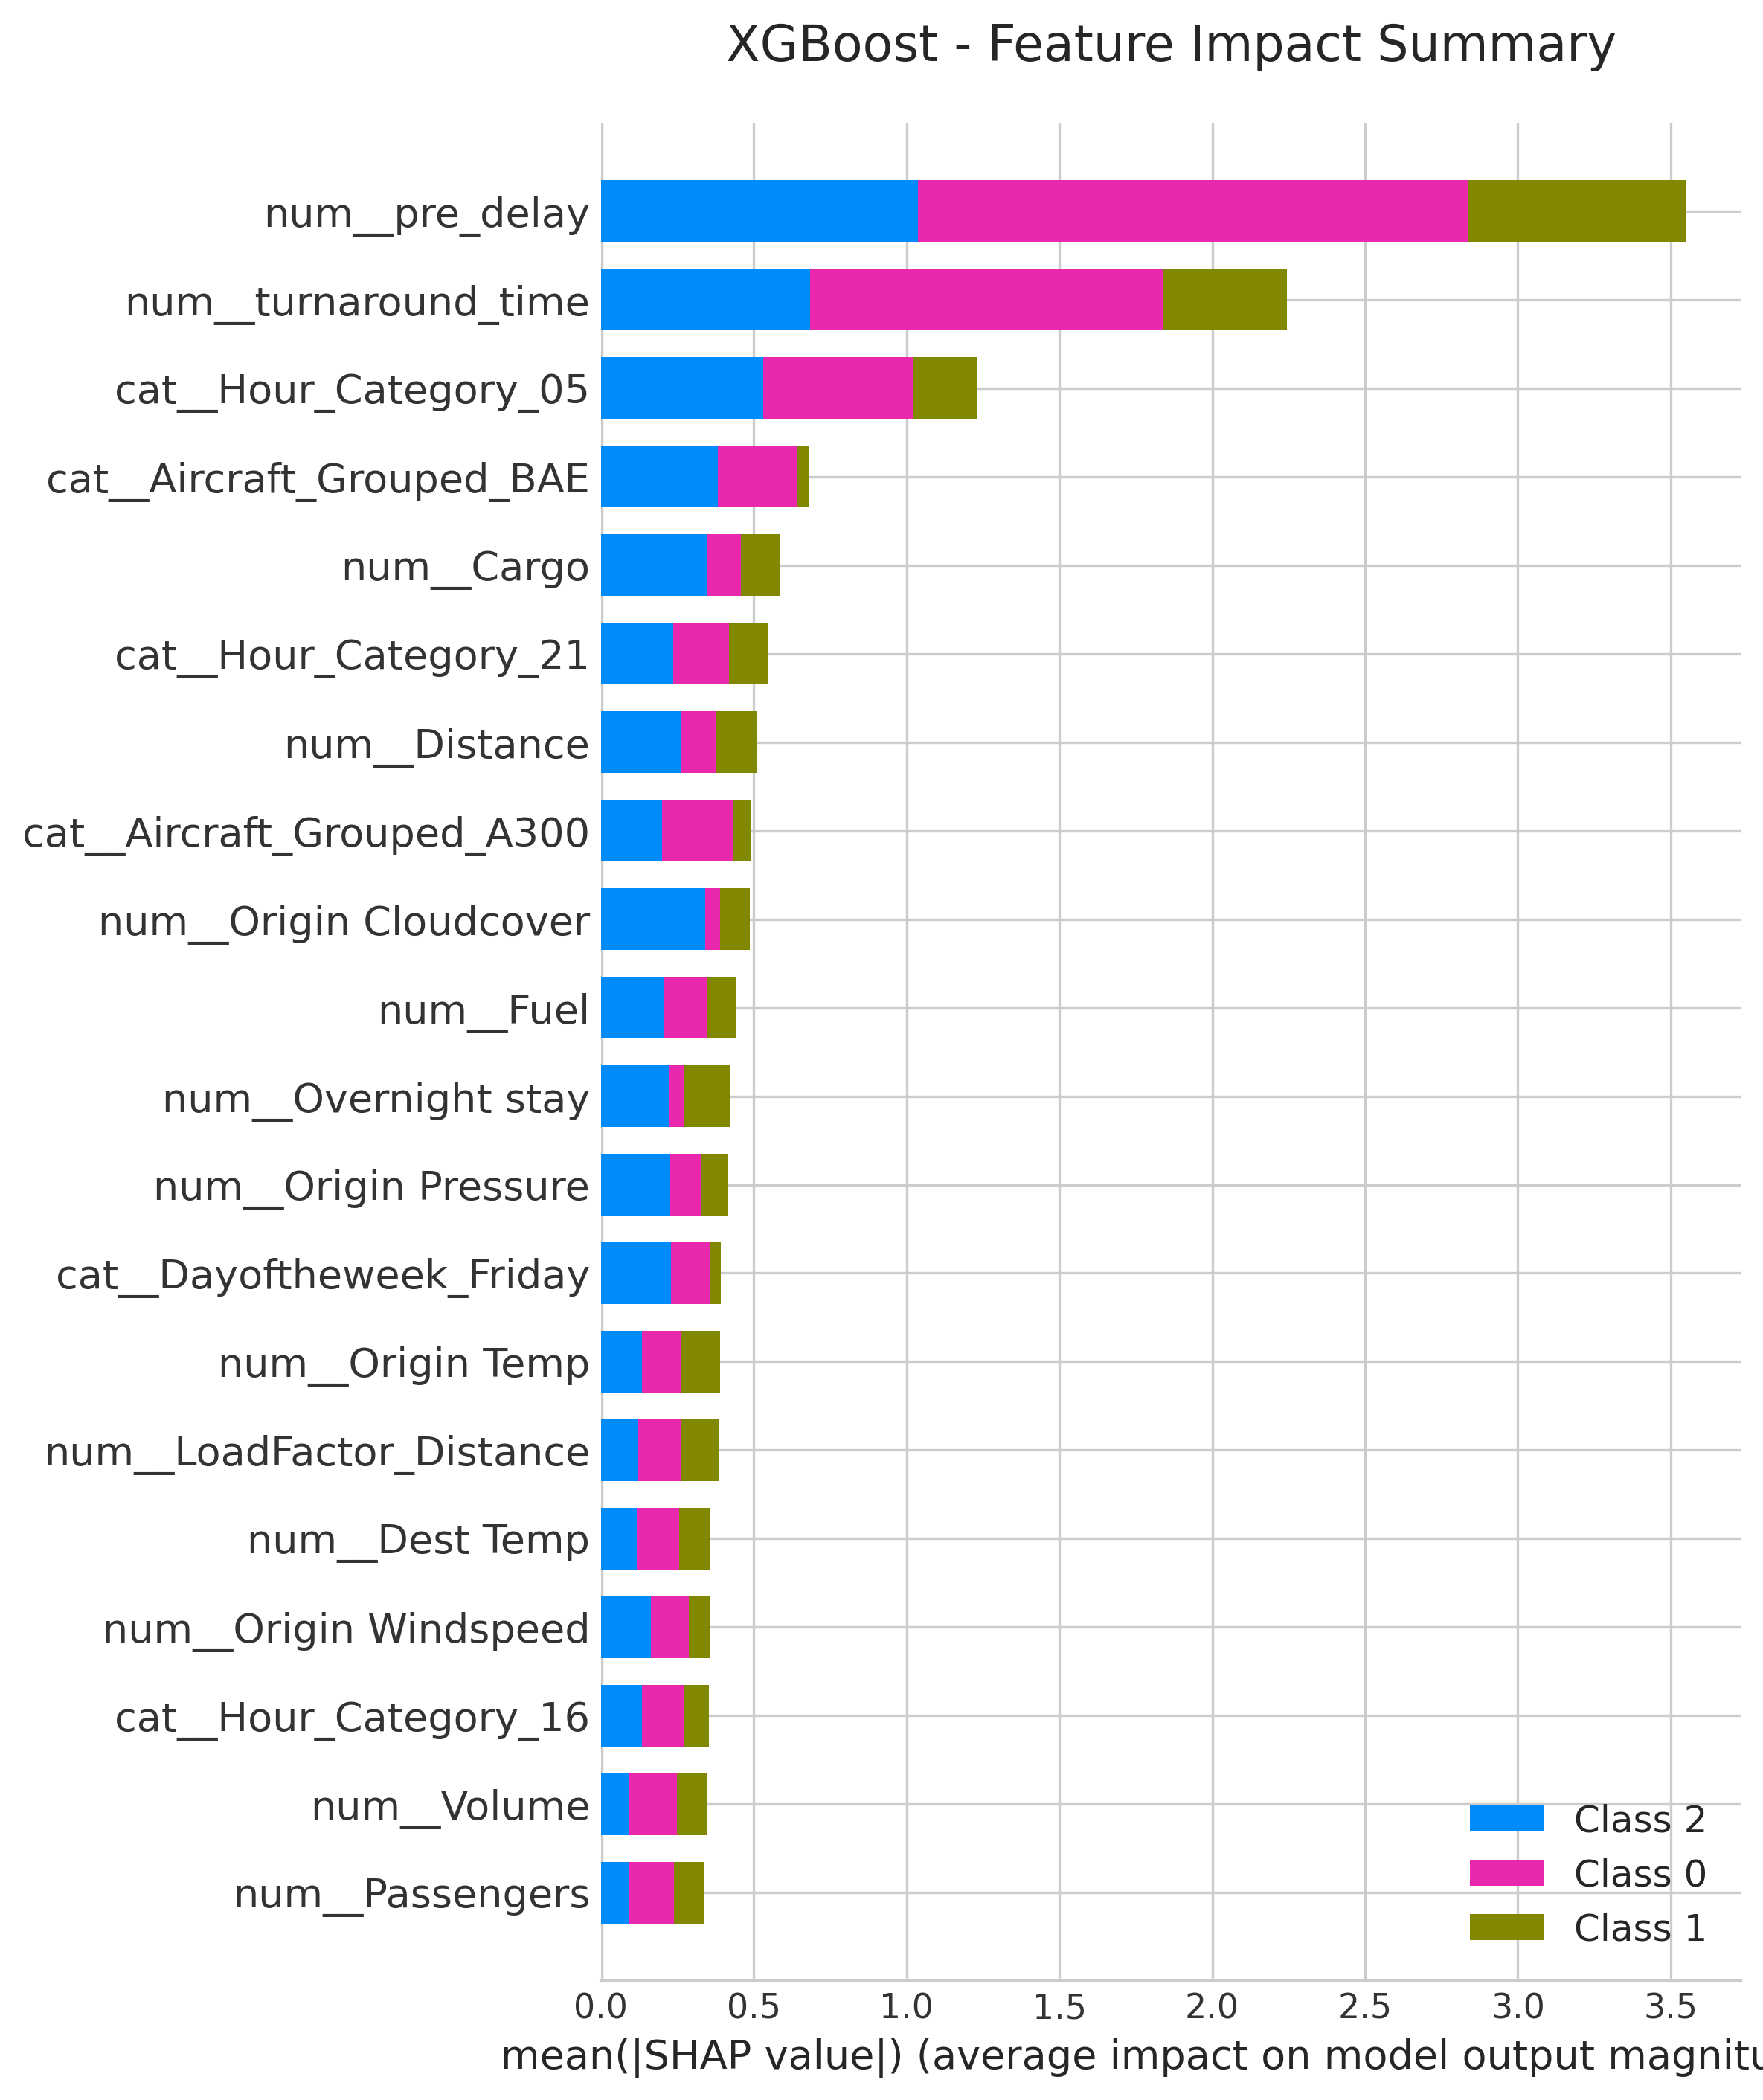 XGBoost - Feature Impact Summary
num__pre_delay
num__turnaround_time
cat__Hour_Category_05
cat__Aircraft_Grouped_BAE
num__Cargo
cat__Hour_Category_21
num__Distance
cat__Aircraft_Grouped_A300
num__Origin Cloudcover
num__Fuel
num__Overnight stay
num__Origin Pressure
cat__Dayoftheweek_Friday
num__Origin Temp
num__LoadFactor_Distance
num__Dest Temp
num__Origin Windspeed
cat__Hour_Category_16
num__Volume
num__Passengers
Class 2
Class 0
Class 1
0.0 0.5 1.0 1.5 2.0 2.5 3.0 3.5
mean(|SHAP value|) (average impact on model output magnitu